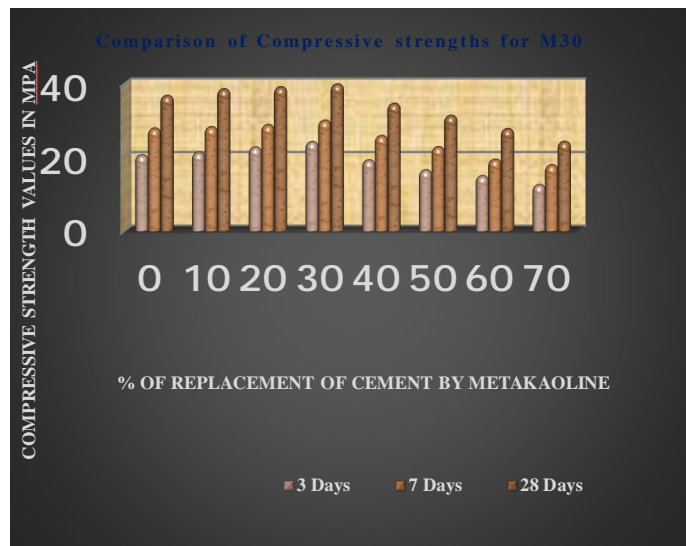 Comparison of Compressive strengths for M30
COMPRESSIVE STRENGTH VALUES IN MPA
40
20
0
0 10 20 30 40 50 60 70
% OF REPLACEMENT OF CEMENT BY METAKAOLINE
3 Days 7 Days 28 Days